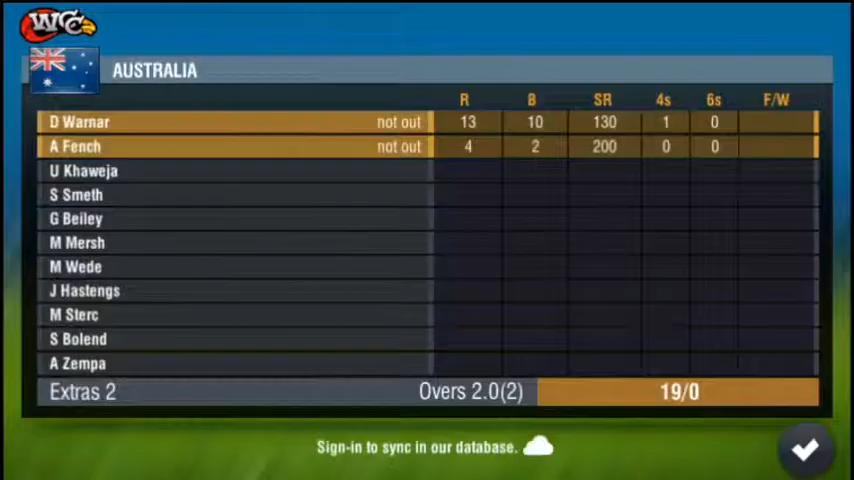 WCC
AUSTRALIA
R B SR 4s 6s F/W
D Warnar not out 13 10 130 1 0
A Fench not out 4 2 200 0 0
U Khaweja
S Smeth
G Beiley
M Mersh
M Wede
J Hastengs
M Sterc
S Bolend
A Zempa
Extras 2 Overs 2.0(2) 19/0
Sign-in to sync in our database.